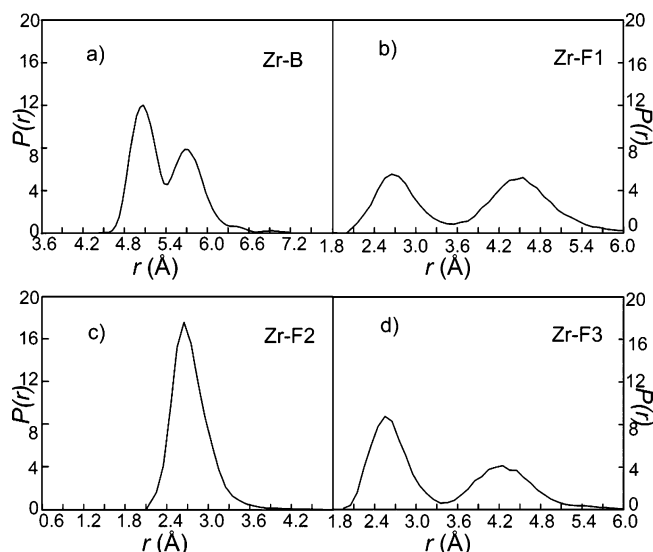 20
16
12
8
4
0
P(r)
a)
Zr-B
3.6 4.2 4.8 5.4 6.0 6.6 7.2
r (Å)
b)
Zr-F1
20
16
12
8
4
0
P(r)
1.8 2.4 3.0 3.6 4.2 4.8 5.4 6.0
r (Å)
20
16
12
8
4
0
P(r)
c)
Zr-F2
0.6 1.2 1.8 2.4 3.0 3.6 4.2
r (Å)
d)
Zr-F3
20
16
12
8
4
0
P(r)
1.8 2.4 3.0 3.6 4.2 4.8 5.4 6.0
r (Å)